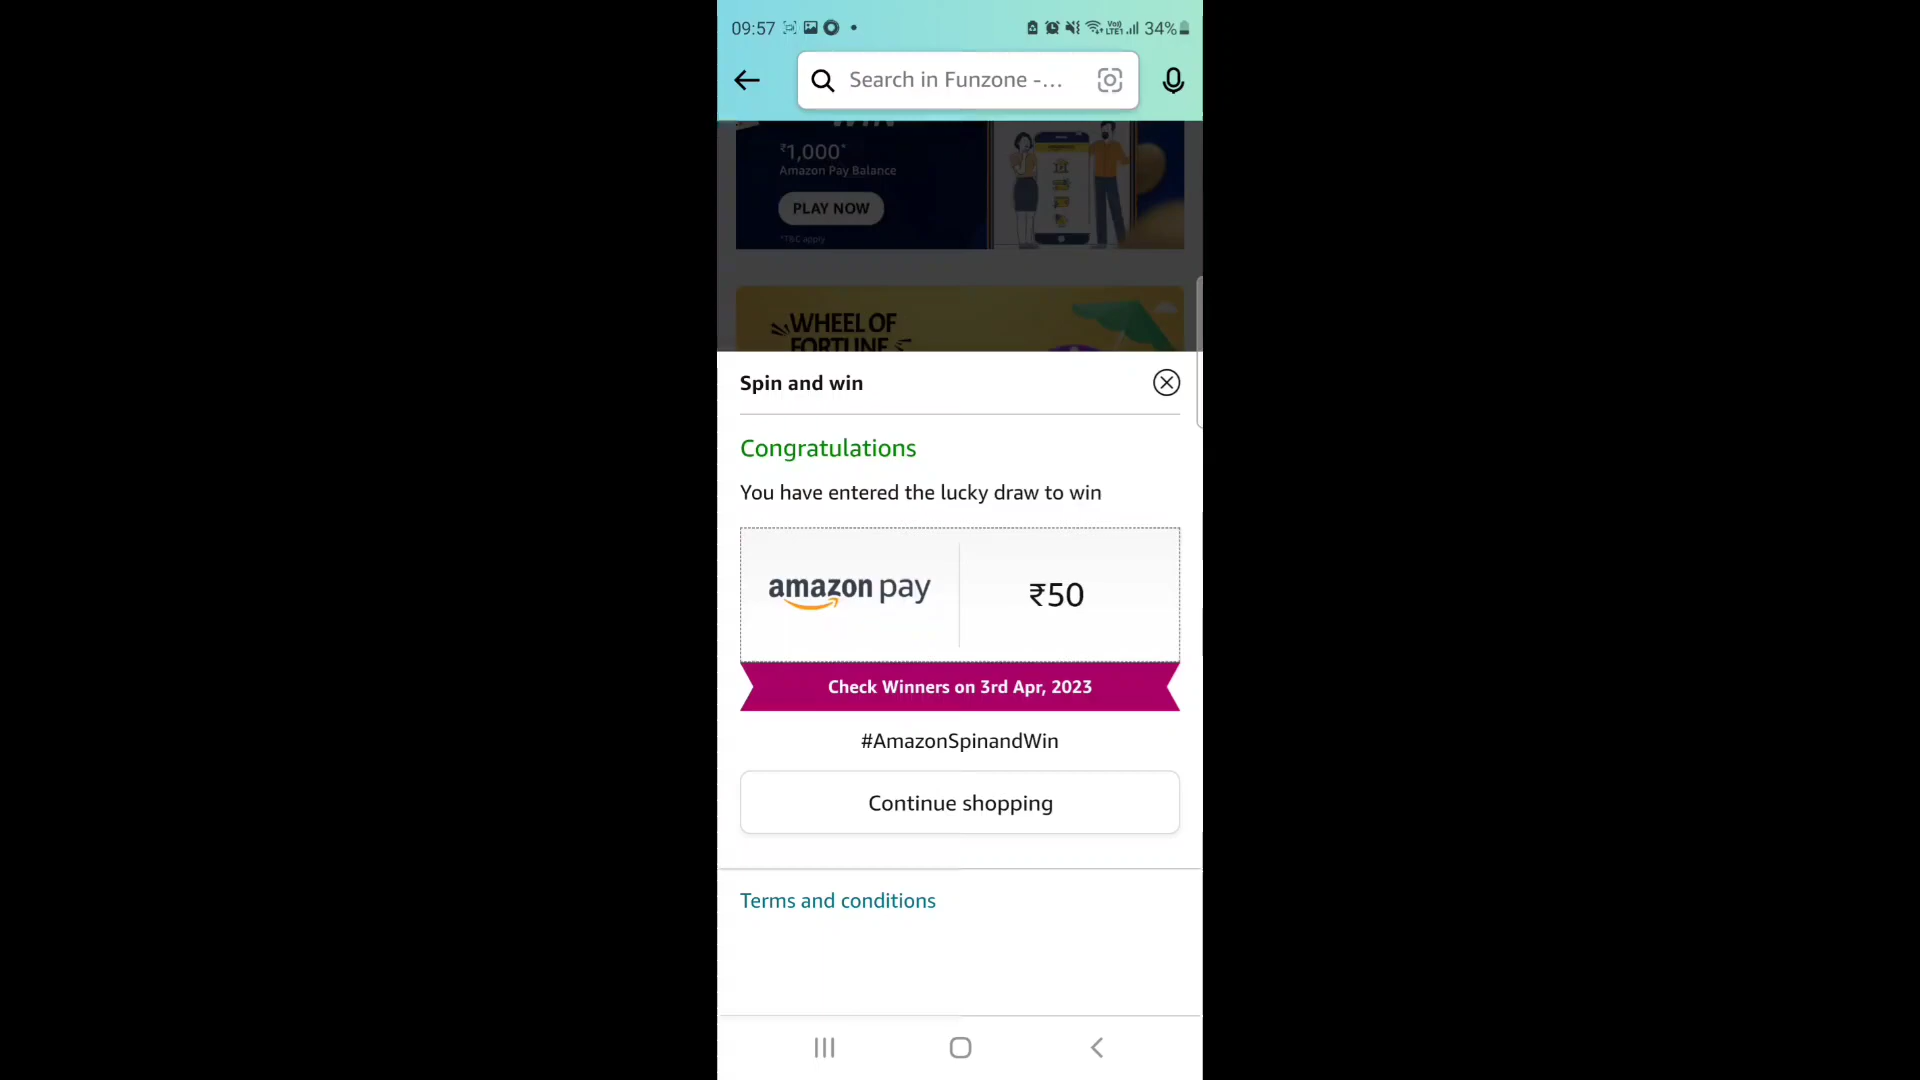 09:57
34%
Search in Funzone -...
₹1,000*
Amazon Pay Balance
PLAY NOW
*T&C apply
WHEEL OF
FORTUNE
Spin and win
Congratulations
You have entered the lucky draw to win
amazon pay
₹50
Check Winners on 3rd Apr, 2023
#AmazonSpinandWin
Continue shopping
Terms and conditions